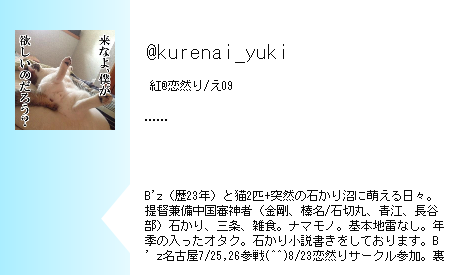 来なよ、僕が
欲しいのだろう?
@kurenai_yuki
紅@恋然り/え09
......
B'z(歴23年)と猫2匹+突然の石かり沼に萌える日々。
提督兼備中国審神者(金剛、榛名/石切丸、青江、長谷
部)石かり、三条、雑食。ナマモノ。基本地雷なし。年
季の入ったオタク。石かり小説書きをしております。B
'z名古屋7/25,26参戦(^^)8/23恋然りサークル参加。裏